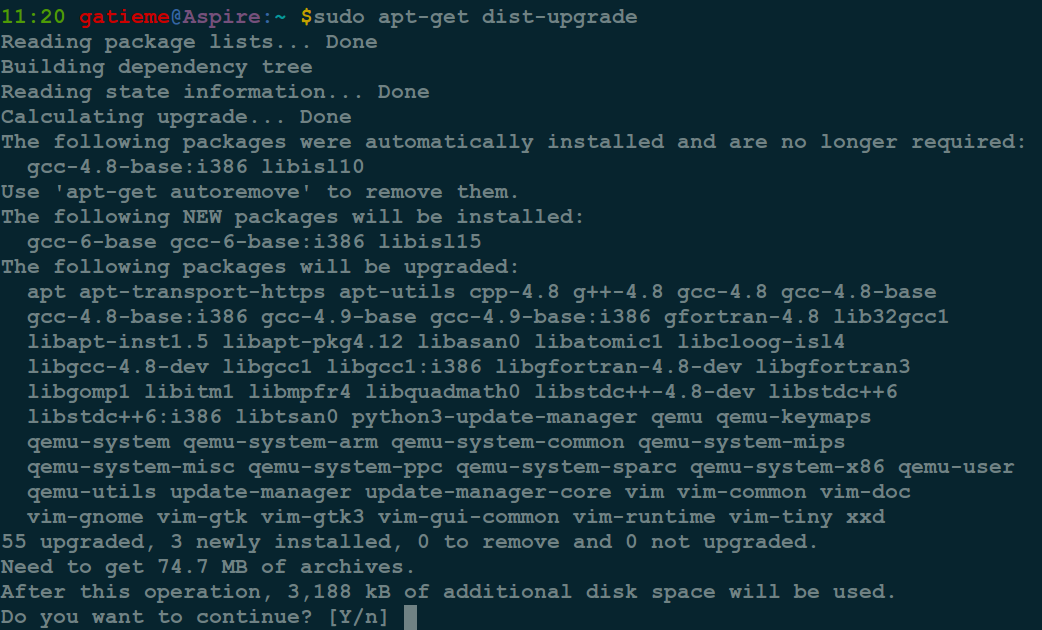 11:20 gatieme@Aspire:~ $sudo apt-get dist-upgrade
Reading package lists... Done
Building dependency tree
Reading state information... Done
Calculating upgrade... Done
The following packages were automatically installed and are no longer required:
  gcc-4.8-base:i386 libisl10
Use 'apt-get autoremove' to remove them.
The following NEW packages will be installed:
  gcc-6-base gcc-6-base:i386 libisl15
The following packages will be upgraded:
  apt apt-transport-https apt-utils cpp-4.8 g++-4.8 gcc-4.8 gcc-4.8-base
  gcc-4.8-base:i386 gcc-4.9-base gcc-4.9-base:i386 gfortran-4.8 lib32gcc1
  libapt-inst1.5 libapt-pkg4.12 libasan0 libatomic1 libcloog-isl4
  libgcc-4.8-dev libgcc1 libgcc1:i386 libgfortran-4.8-dev libgfortran3
  libgomp1 libitm1 libmpfr4 libquadmath0 libstdc++-4.8-dev libstdc++6
  libstdc++6:i386 libtsan0 python3-update-manager qemu qemu-keymaps
  qemu-system qemu-system-arm qemu-system-common qemu-system-mips
  qemu-system-misc qemu-system-ppc qemu-system-sparc qemu-system-x86 qemu-user
  qemu-utils update-manager update-manager-core vim vim-common vim-doc
  vim-gnome vim-gtk vim-gtk3 vim-gui-common vim-runtime vim-tiny xxd
55 upgraded, 3 newly installed, 0 to remove and 0 not upgraded.
Need to get 74.7 MB of archives.
After this operation, 3,188 kB of additional disk space will be used.
Do you want to continue? [Y/n]